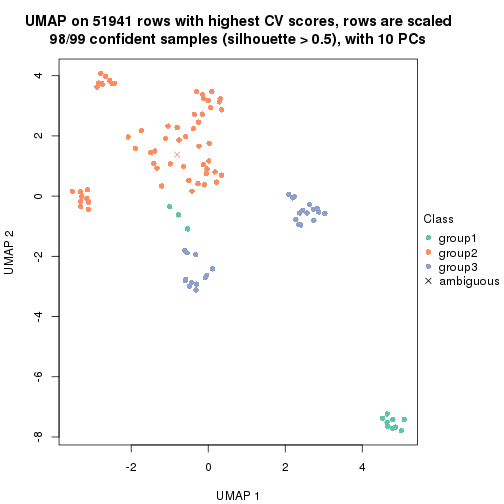 UMAP on 51941 rows with highest CV scores, rows are scaled
98/99 confident samples (silhouette > 0.5), with 10 PCs
4
2
0
-2
-4
-6
-8
UMAP 2
-2
0
2
4
UMAP 1
Class
group1
group2
group3
ambiguous